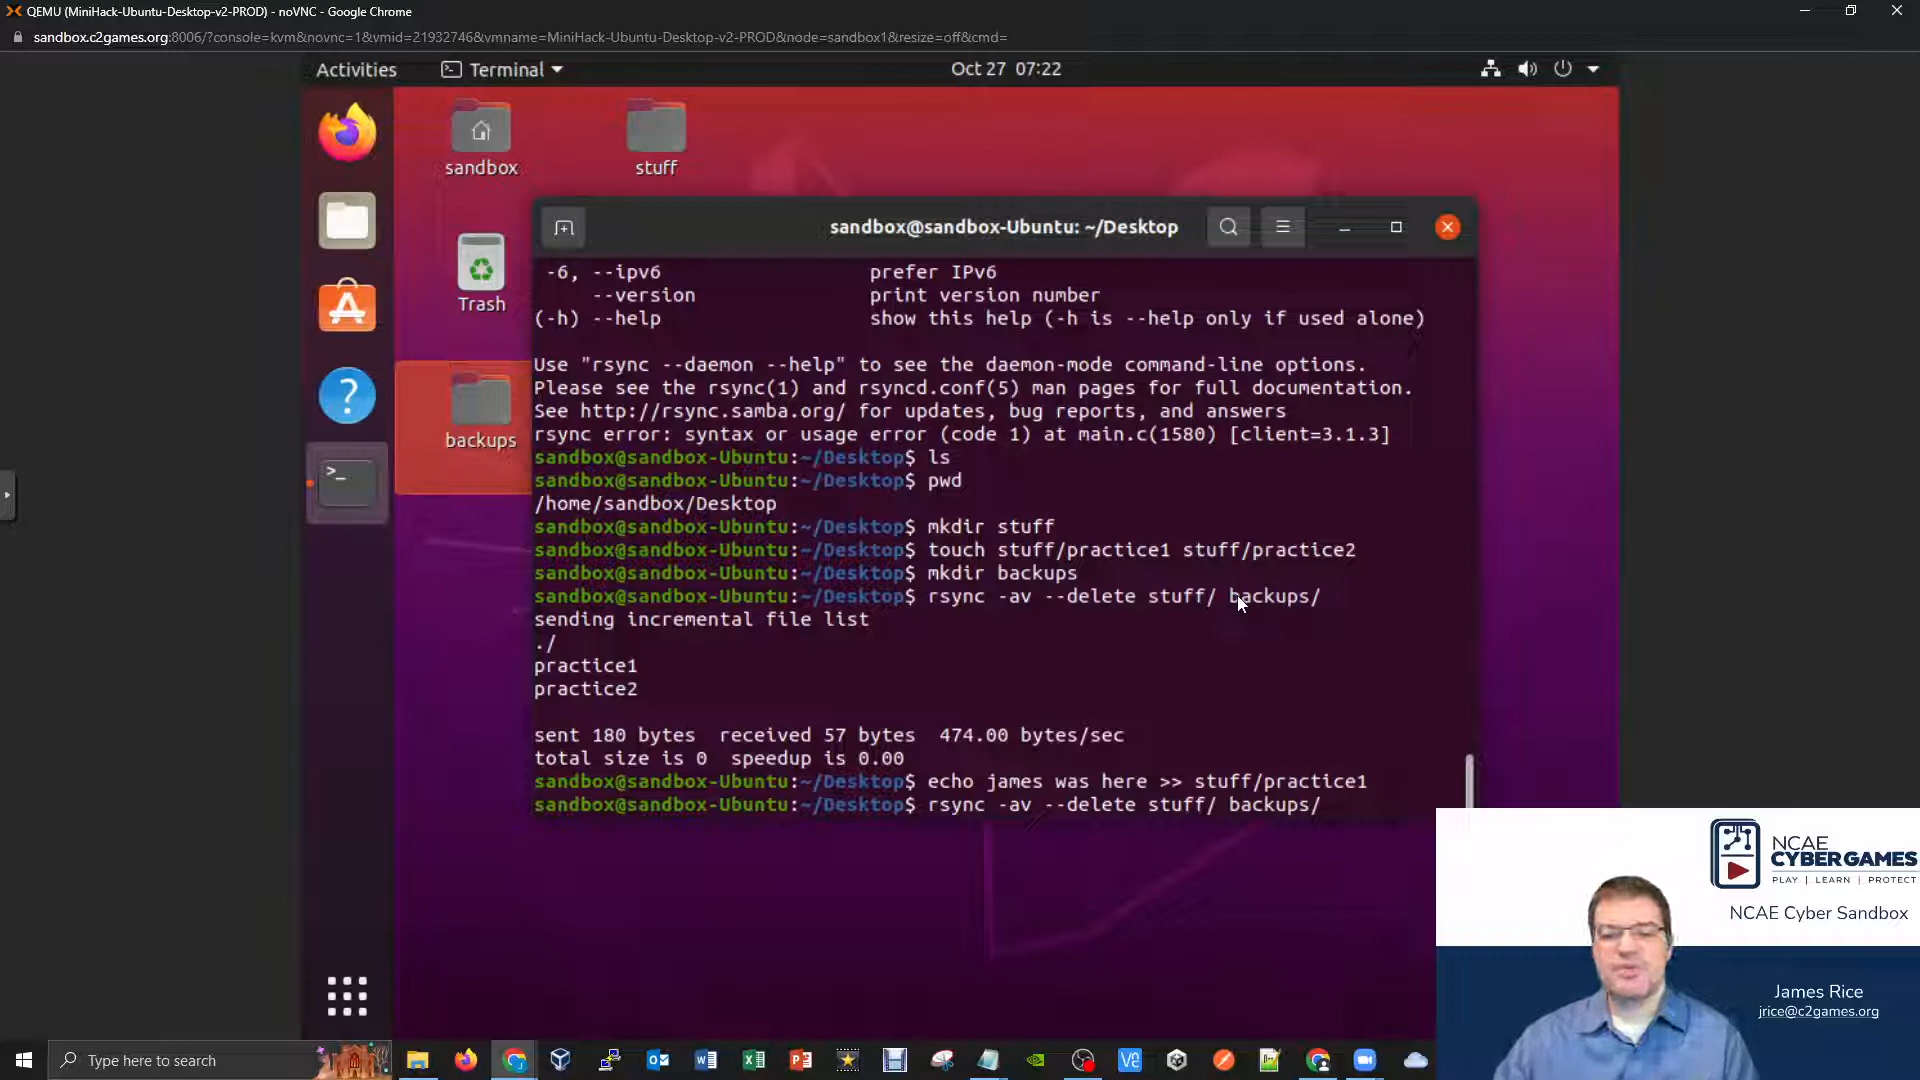 QEMU (MiniHack-Ubuntu-Desktop-v2-PROD) - noVNC - Google Chrome
sandbox.c2games.org:8006/?console=kvm&novnc=1&vmid=21932746&vmname=MiniHack-Ubuntu-Desktop-v2-PROD&node=sandbox1&resize=off&cmd=
Activities Terminal Oct 27 07:22
sandbox stuff
Trash
backups
sandbox@sandbox-Ubuntu: ~/Desktop
-6, --ipv6 prefer IPv6
--version print version number
(-h) --help show this help (-h is --help only if used alone)
Use "rsync --daemon --help" to see the daemon-mode command-line options.
Please see the rsync(1) and rsyncd.conf(5) man pages for full documentation.
See http://rsync.samba.org/ for updates, bug reports, and answers
rsync error: syntax or usage error (code 1) at main.c(1580) [client=3.1.3]
sandbox@sandbox-Ubuntu:~/Desktop$ ls
sandbox@sandbox-Ubuntu:~/Desktop$ pwd
/home/sandbox/Desktop
sandbox@sandbox-Ubuntu:~/Desktop$ mkdir stuff
sandbox@sandbox-Ubuntu:~/Desktop$ touch stuff/practice1 stuff/practice2
sandbox@sandbox-Ubuntu:~/Desktop$ mkdir backups
sandbox@sandbox-Ubuntu:~/Desktop$ rsync -av --delete stuff/ backups/
sending incremental file list
./
practice1
practice2
sent 180 bytes  received 57 bytes  474.00 bytes/sec
total size is 0  speedup is 0.00
sandbox@sandbox-Ubuntu:~/Desktop$ echo james was here >> stuff/practice1
sandbox@sandbox-Ubuntu:~/Desktop$ rsync -av --delete stuff/ backups/
NCAE
CYBERGAMES
PLAY | LEARN | PROTECT
NCAE Cyber Sandbox
James Rice
jrice@c2games.org
Type here to search